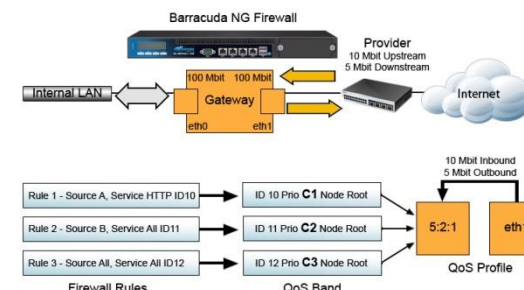 Barracuda NG Firewall
Provider
10 Mbit Upstream
5 Mbit Downstream
100 Mbit 100 Mbit
Internal LAN
Gateway
Internet
eth0 eth1
10 Mbit Inbound
5 Mbit Outbound
Rule 1 - Source A, Service HTTP ID10
ID 10 Prio C1 Node Root
Rule 2 - Source B, Service All ID11
ID 11 Prio C2 Node Root
5:2:1
eth1
Rule 3 - Source All, Service All ID12
ID 12 Prio C3 Node Root
QoS Profile
Firewall Rules
QoS Band